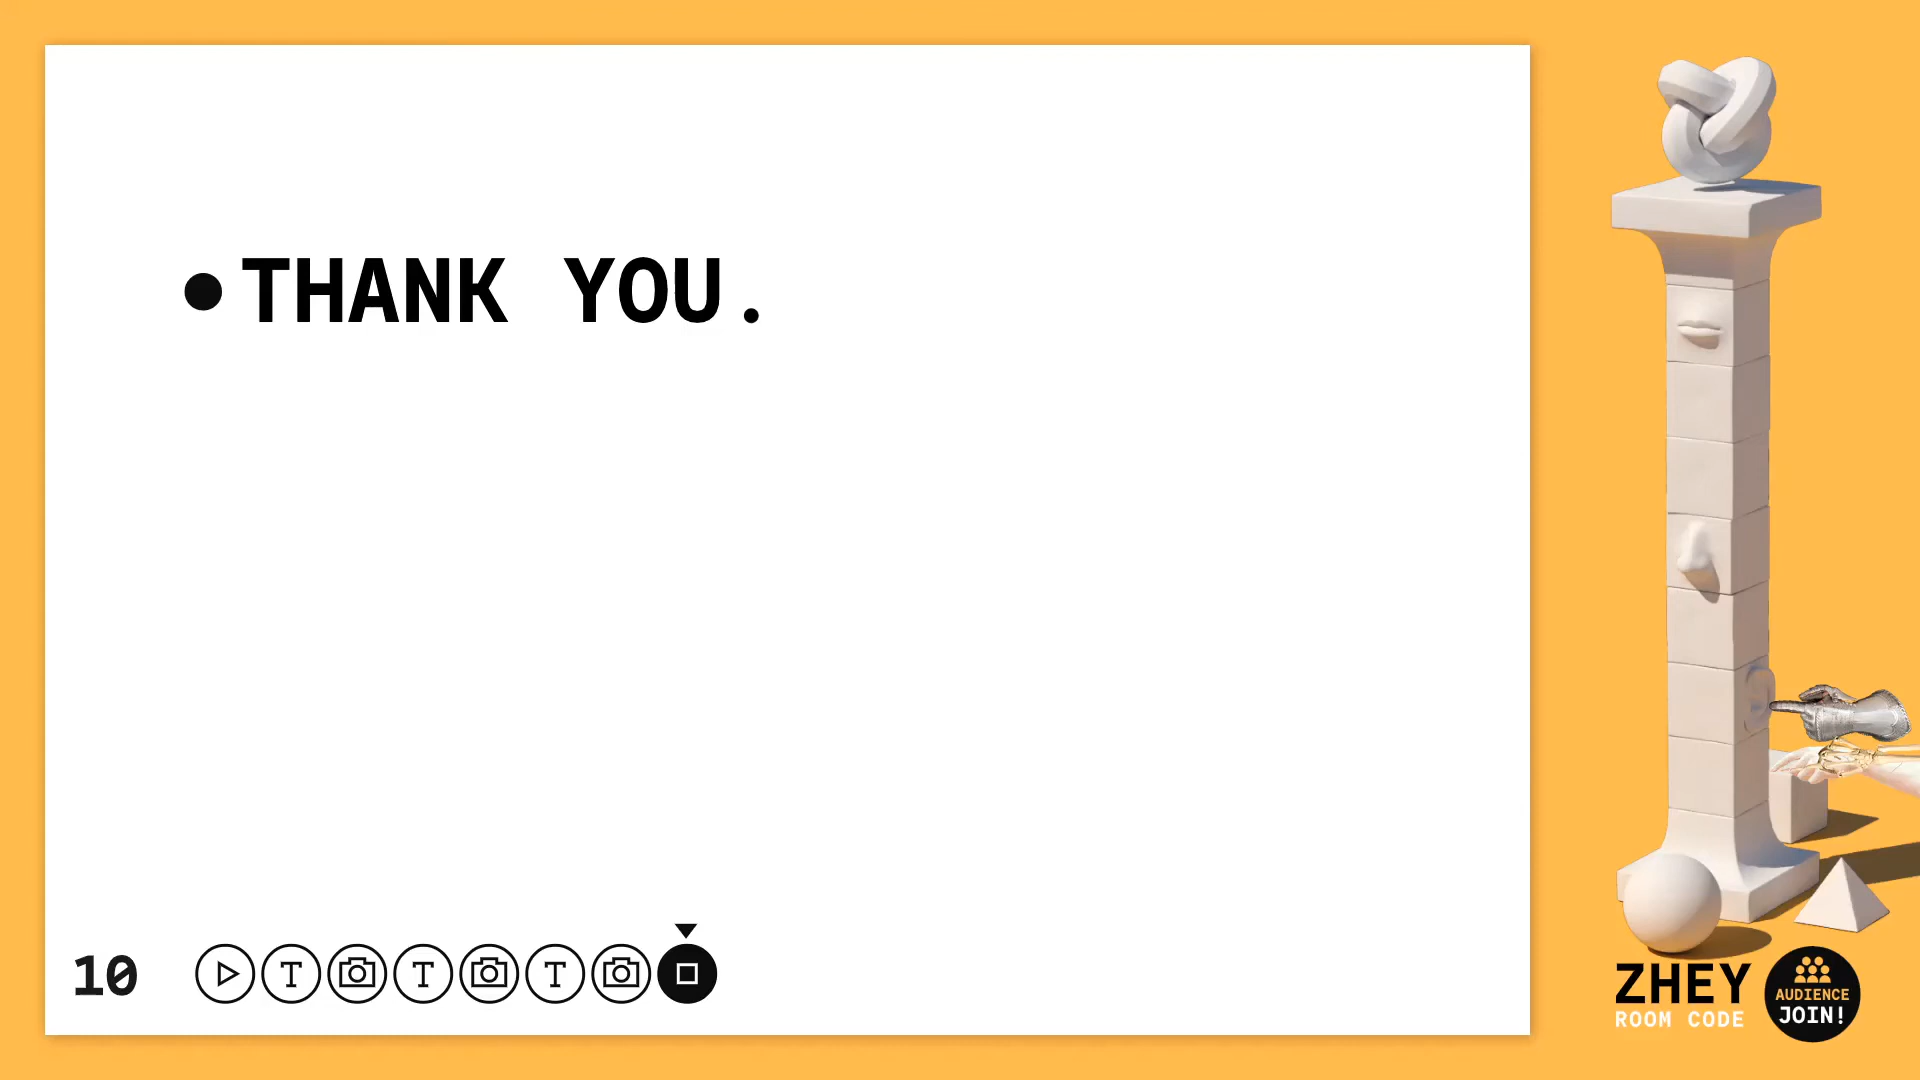 ●THANK YOU.
10
T T T
ZHEY
ROOM CODE
AUDIENCE
JOIN!